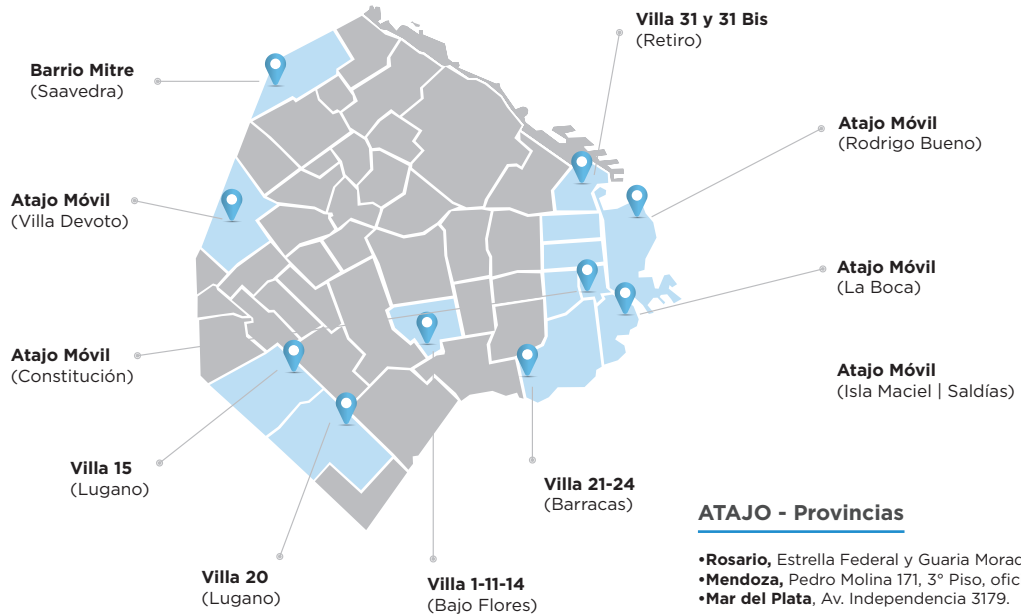 Villa 31 y 31 Bis
(Retiro)
Barrio Mitre
(Saavedra)
Atajo Móvil
(Rodrigo Bueno)
Atajo Móvil
(Villa Devoto)
Atajo Móvil
(La Boca)
Atajo Móvil
(Constitución)
Atajo Móvil
(Isla Maciel | Saldías)
Villa 15
(Lugano)
Villa 21-24
(Barracas)
Villa 20
(Lugano)
Villa 1-11-14
(Bajo Flores)
ATAJO - Provincias
•Rosario, Estrella Federal y Guaria
•Mendoza, Pedro Molina 171, 3° Piso,
•Mar del Plata, Av. Independencia 3179.